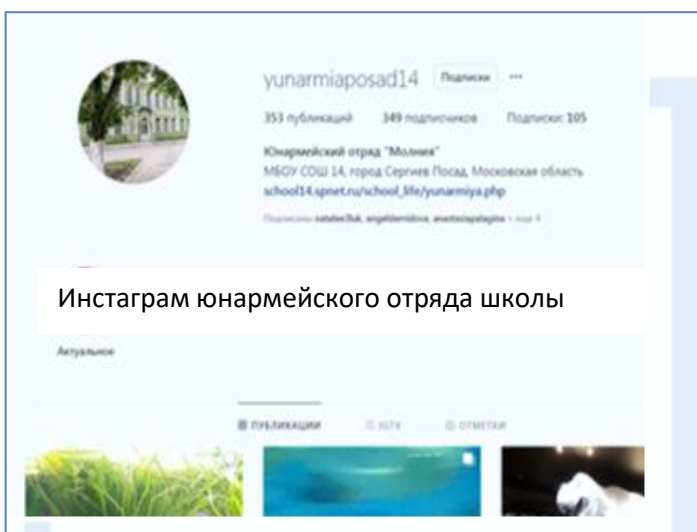 yunarmiaposad14 Подписки ...
353 публикаций 349 подписчиков Подписки: 105
Юнармейский отряд "Молния"
МБОУ СОШ 14, город Сергиев Посад, Московская область
school14.spnet.ru/school_life/yunarmiya.php
Подписаны
Инстаграм юнармейского отряда школы
Актуальное
ПУБЛИКАЦИИ IGTV ОТМЕТКИ